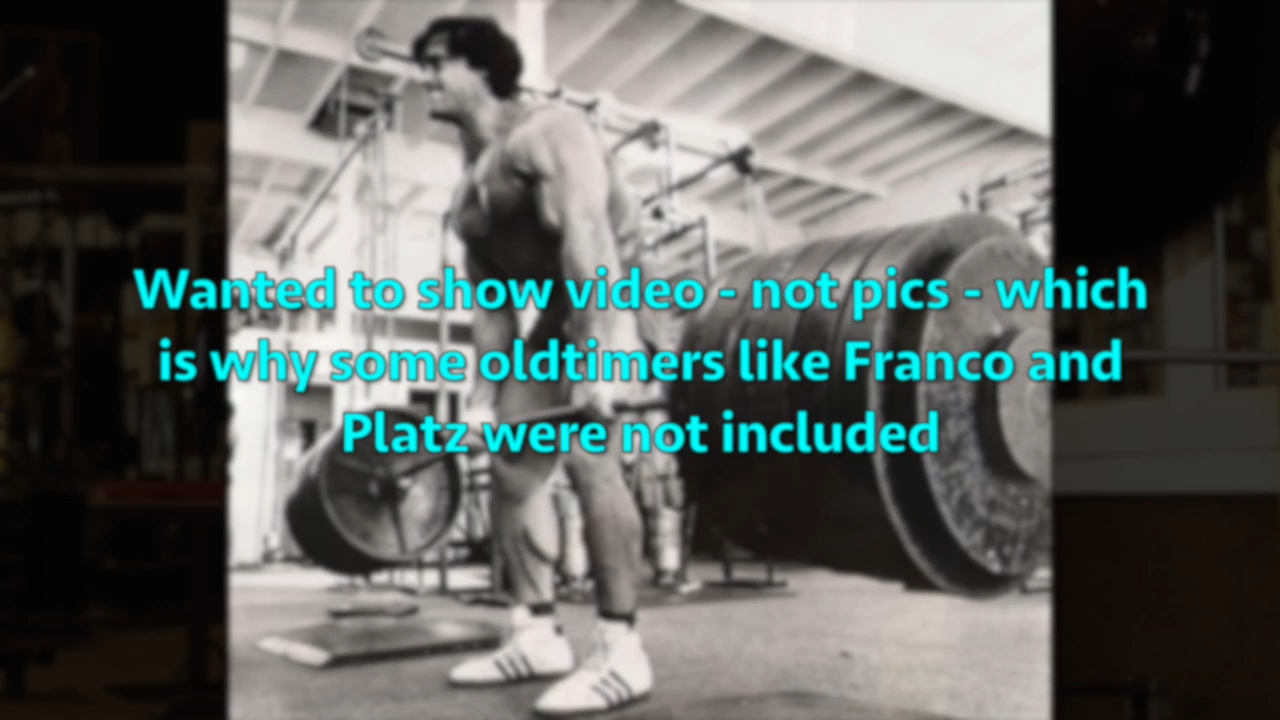 Wanted to show video - not pics - which
is why some oldtimers like Franco and
Platz were not included